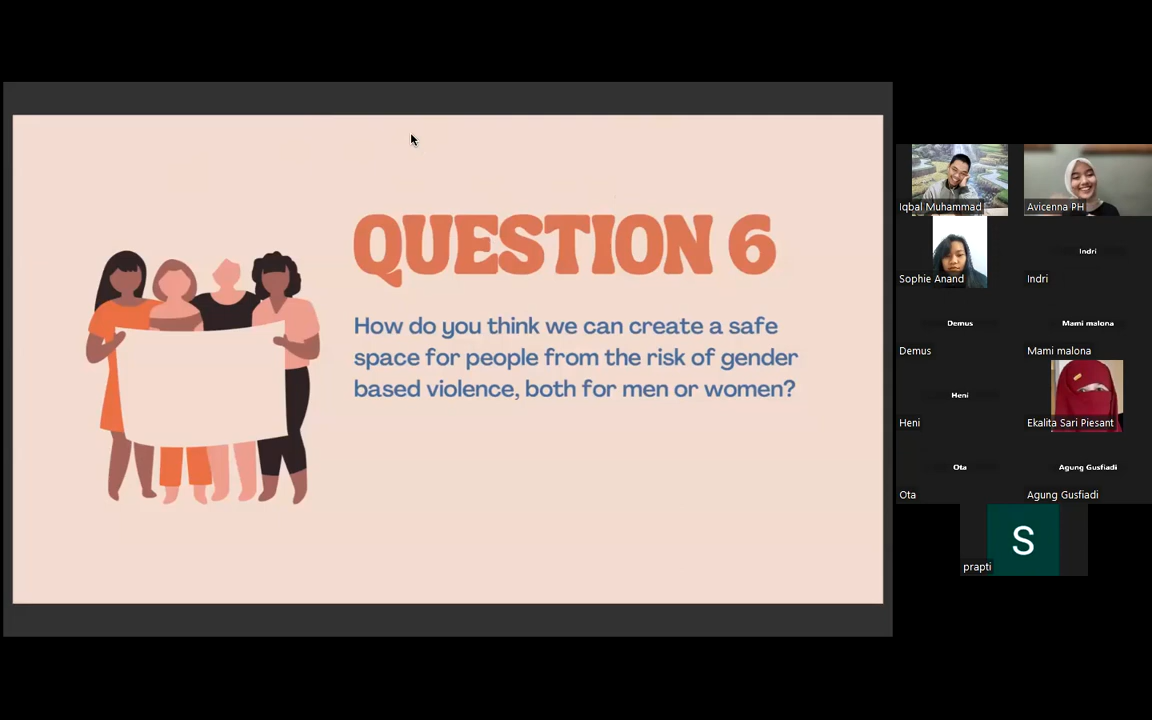 QUESTION 6
How do you think we can create a safe
space for people from the risk of gender
based violence, both for men or women?
Iqbal Muhammad
Avicenna PH
Sophie Anand
Indri
Indri
Demus
Demus
Mami malona
Mami malona
Heni
Heni
Ekalita Sari Piesant
Ota
Ota
Agung Gusfiadi
Agung Gusfiadi
S
prapti